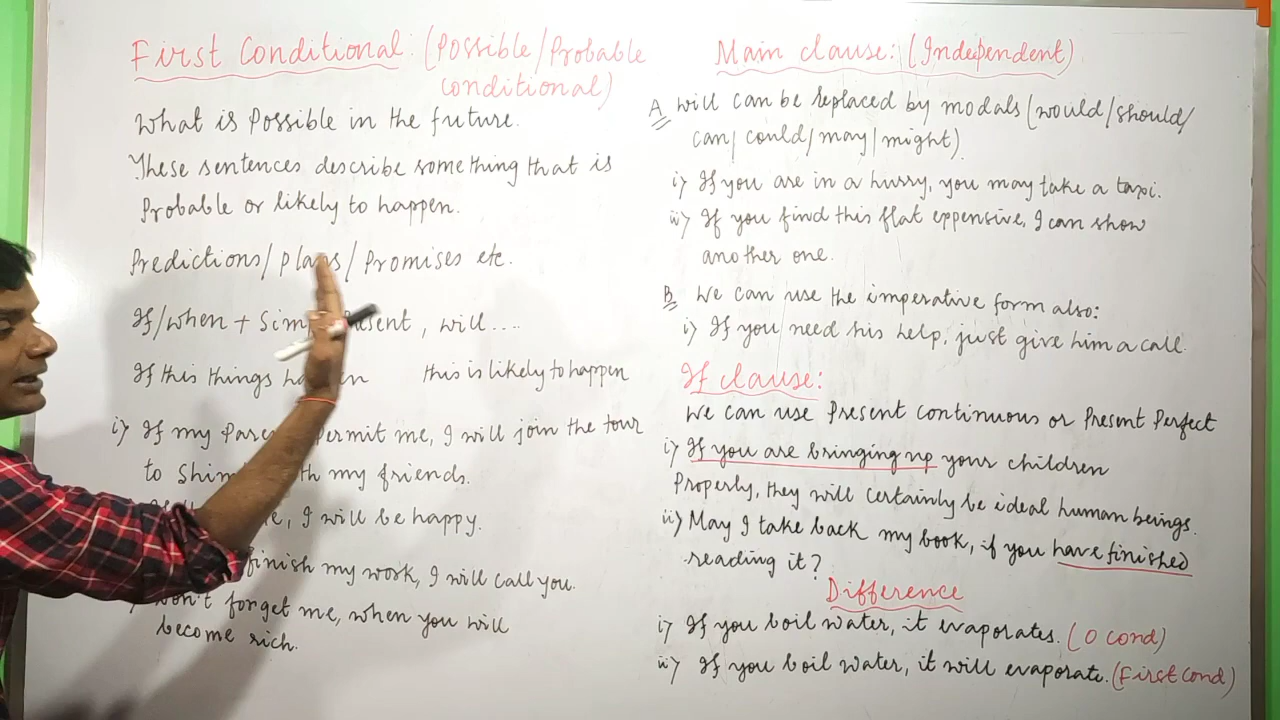 First Conditional: (Possible/Probable
conditional)
What is Possible in the future.
These sentences describe something that is
Probable or likely to happen.
Predictions/plans/Promises etc.
If/when + Sim sent, will....
If this things this is likely to happen
i) If my permit me, I will join the tour
to my friends.
I will be happy.
finish my work, I will call you.
Don't forget me, when you will
become rich.
Main clause: (Independent)
A will can be replaced by modals (would/should/
can/could/may/might).
i) If you are in a hurry, you may take a taxi.
ii) If you find this flat expensive, I can show
another one.
B We can use the imperative form also:
i) If you need his help, just give him a call.
If clause:
We can use Present continuous or Present Perfect
i) If you are bringing up your children
Properly, they will certainly be ideal human beings.
ii) May I take back my book, if you have finished
reading it?
Difference
i) If you boil water, it evaporates. (0 cond)
ii) If you boil water, it will evaporate. (First cond)